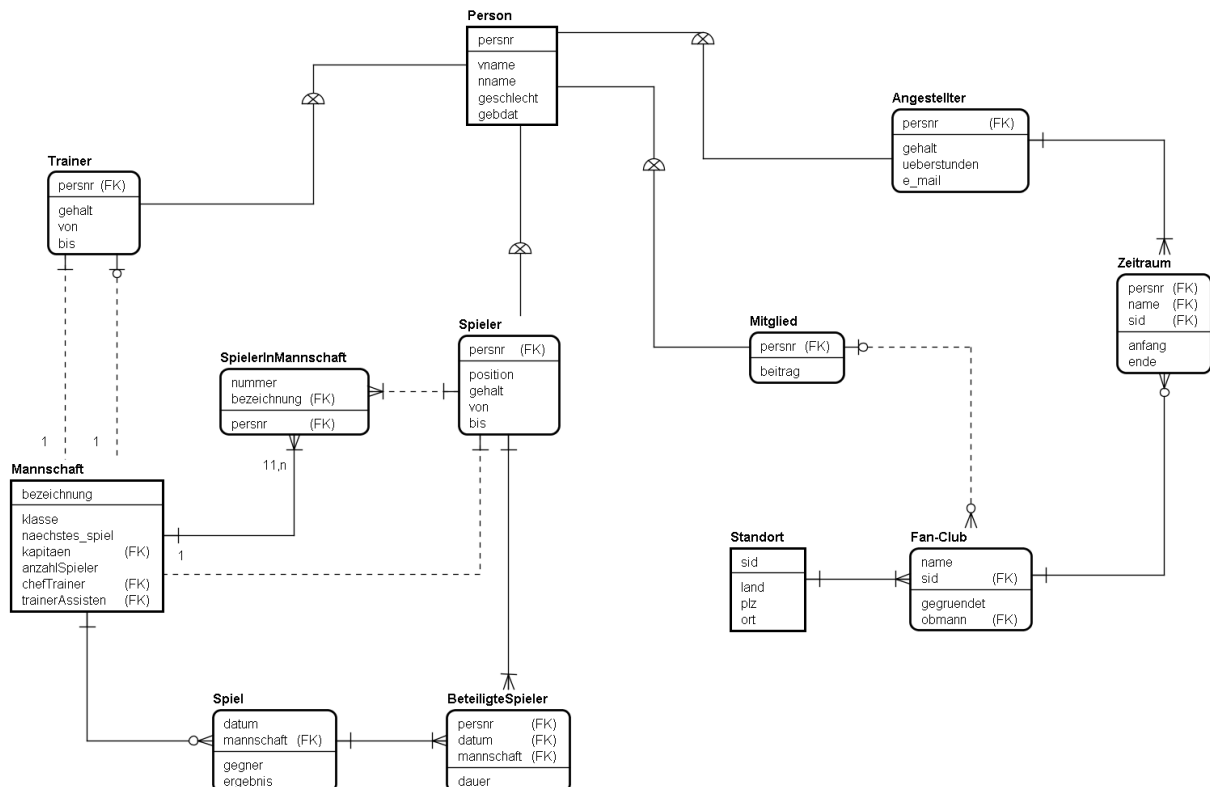 Person
persnr
vname
nname
geschlecht
gebdat
Angestellter
persnr (FK)
gehalt
ueberstunden
e_mail
Trainer
persnr (FK)
gehalt
von
bis
Zeitraum
persnr (FK)
name (FK)
sid (FK)
anfang
ende
Spieler
persnr (FK)
position
gehalt
von
bis
Mitglied
persnr (FK)
beitrag
SpielerInMannschaft
nummer
bezeichnung (FK)
persnr (FK)
1 1
11,n
1
Mannschaft
bezeichnung
klasse
naechstes_spiel
kapitaen (FK)
anzahlSpieler
chefTrainer (FK)
trainerAssisten (FK)
Standort
sid
land
plz
ort
Fan-Club
name
sid (FK)
gegruendet
obmann (FK)
Spiel
datum
mannschaft (FK)
gegner
ergebnis
BeteiligteSpieler
persnr (FK)
datum (FK)
mannschaft (FK)
dauer